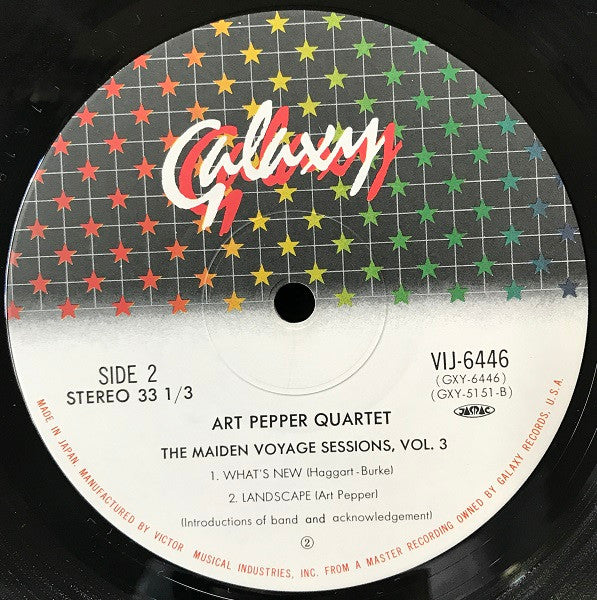 Galaxy
SIDE 2
STEREO 33 1/3
VIJ-6446
(GXY-6446)
(GXY-5151-B)
JASRAC
ART PEPPER QUARTET
THE MAIDEN VOYAGE SESSIONS, VOL. 3
1. WHAT'S NEW (Haggart-Burke)
2. LANDSCAPE (Art Pepper)
(Introductions of band and acknowledgement)
②
MADE IN JAPAN. MANUFACTURED BY VICTOR MUSICAL INDUSTRIES, INC. FROM A MASTER RECORDING OWNED BY GALAXY RECORDS, U.S.A.